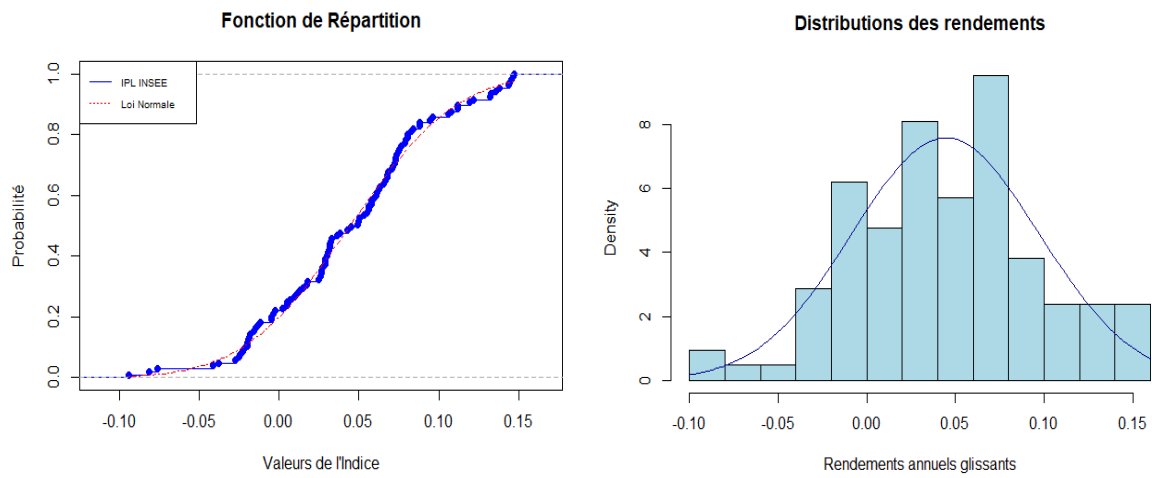 Fonction de Répartition
IPL INSEE
Loi Normale
Probabilité
1.0
0.8
0.6
0.4
0.2
0.0
-0.10 -0.05 0.00 0.05 0.10 0.15
Valeurs de l'Indice
Distributions des rendements
Density
8
6
4
2
0
-0.10 -0.05 0.00 0.05 0.10 0.15
Rendements annuels glissants